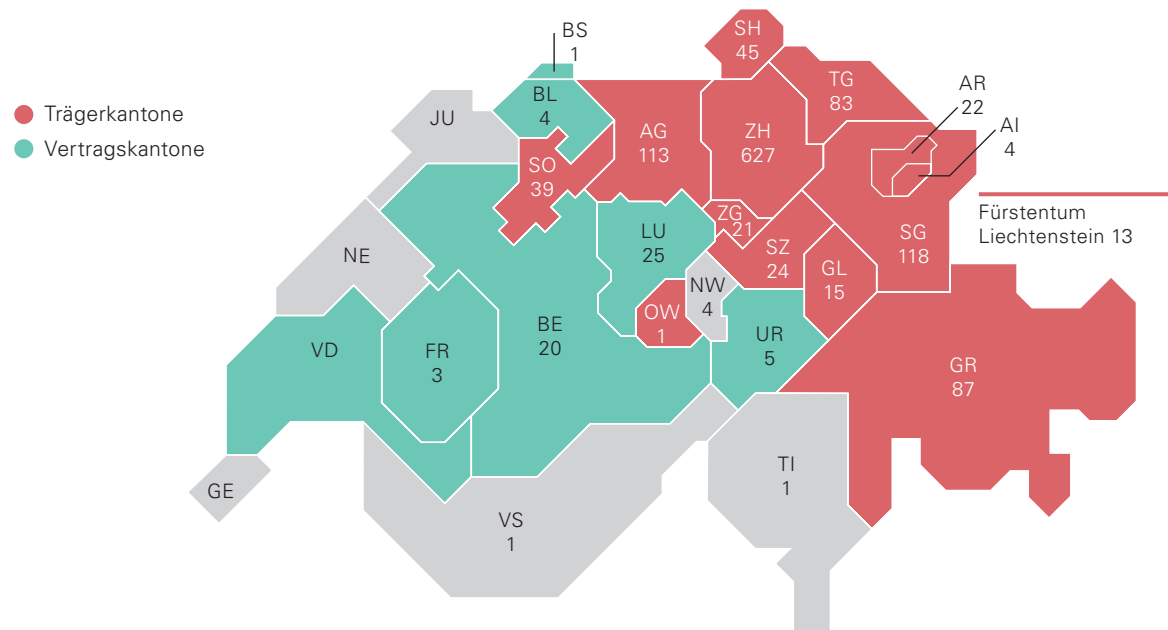 Trägerkantone
Vertragskantone
BS
1
SH
45
TG
83
AR
22
AI
4
JU
BL
4
AG
113
ZH
627
SO
39
Fürstentum
Liechtenstein 13
NE
LU
25
ZG
21
SZ
24
SG
118
GL
15
NW
4
OW
1
VD
FR
3
BE
20
UR
5
GR
87
GE
VS
1
TI
1